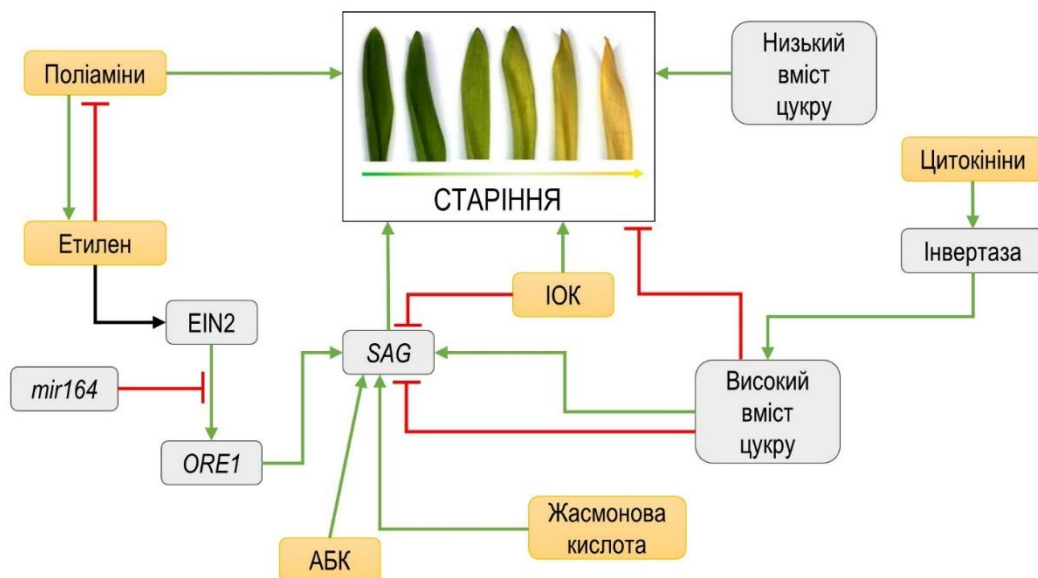 Поліаміни
Низький
вміст
цукру
СТАРІННЯ
Цитокініни
Етилен
Інвертаза
ІОК
EIN2
SAG
mir164
Високий
вміст
цукру
ORE1
Жасмонова
кислота
АБК